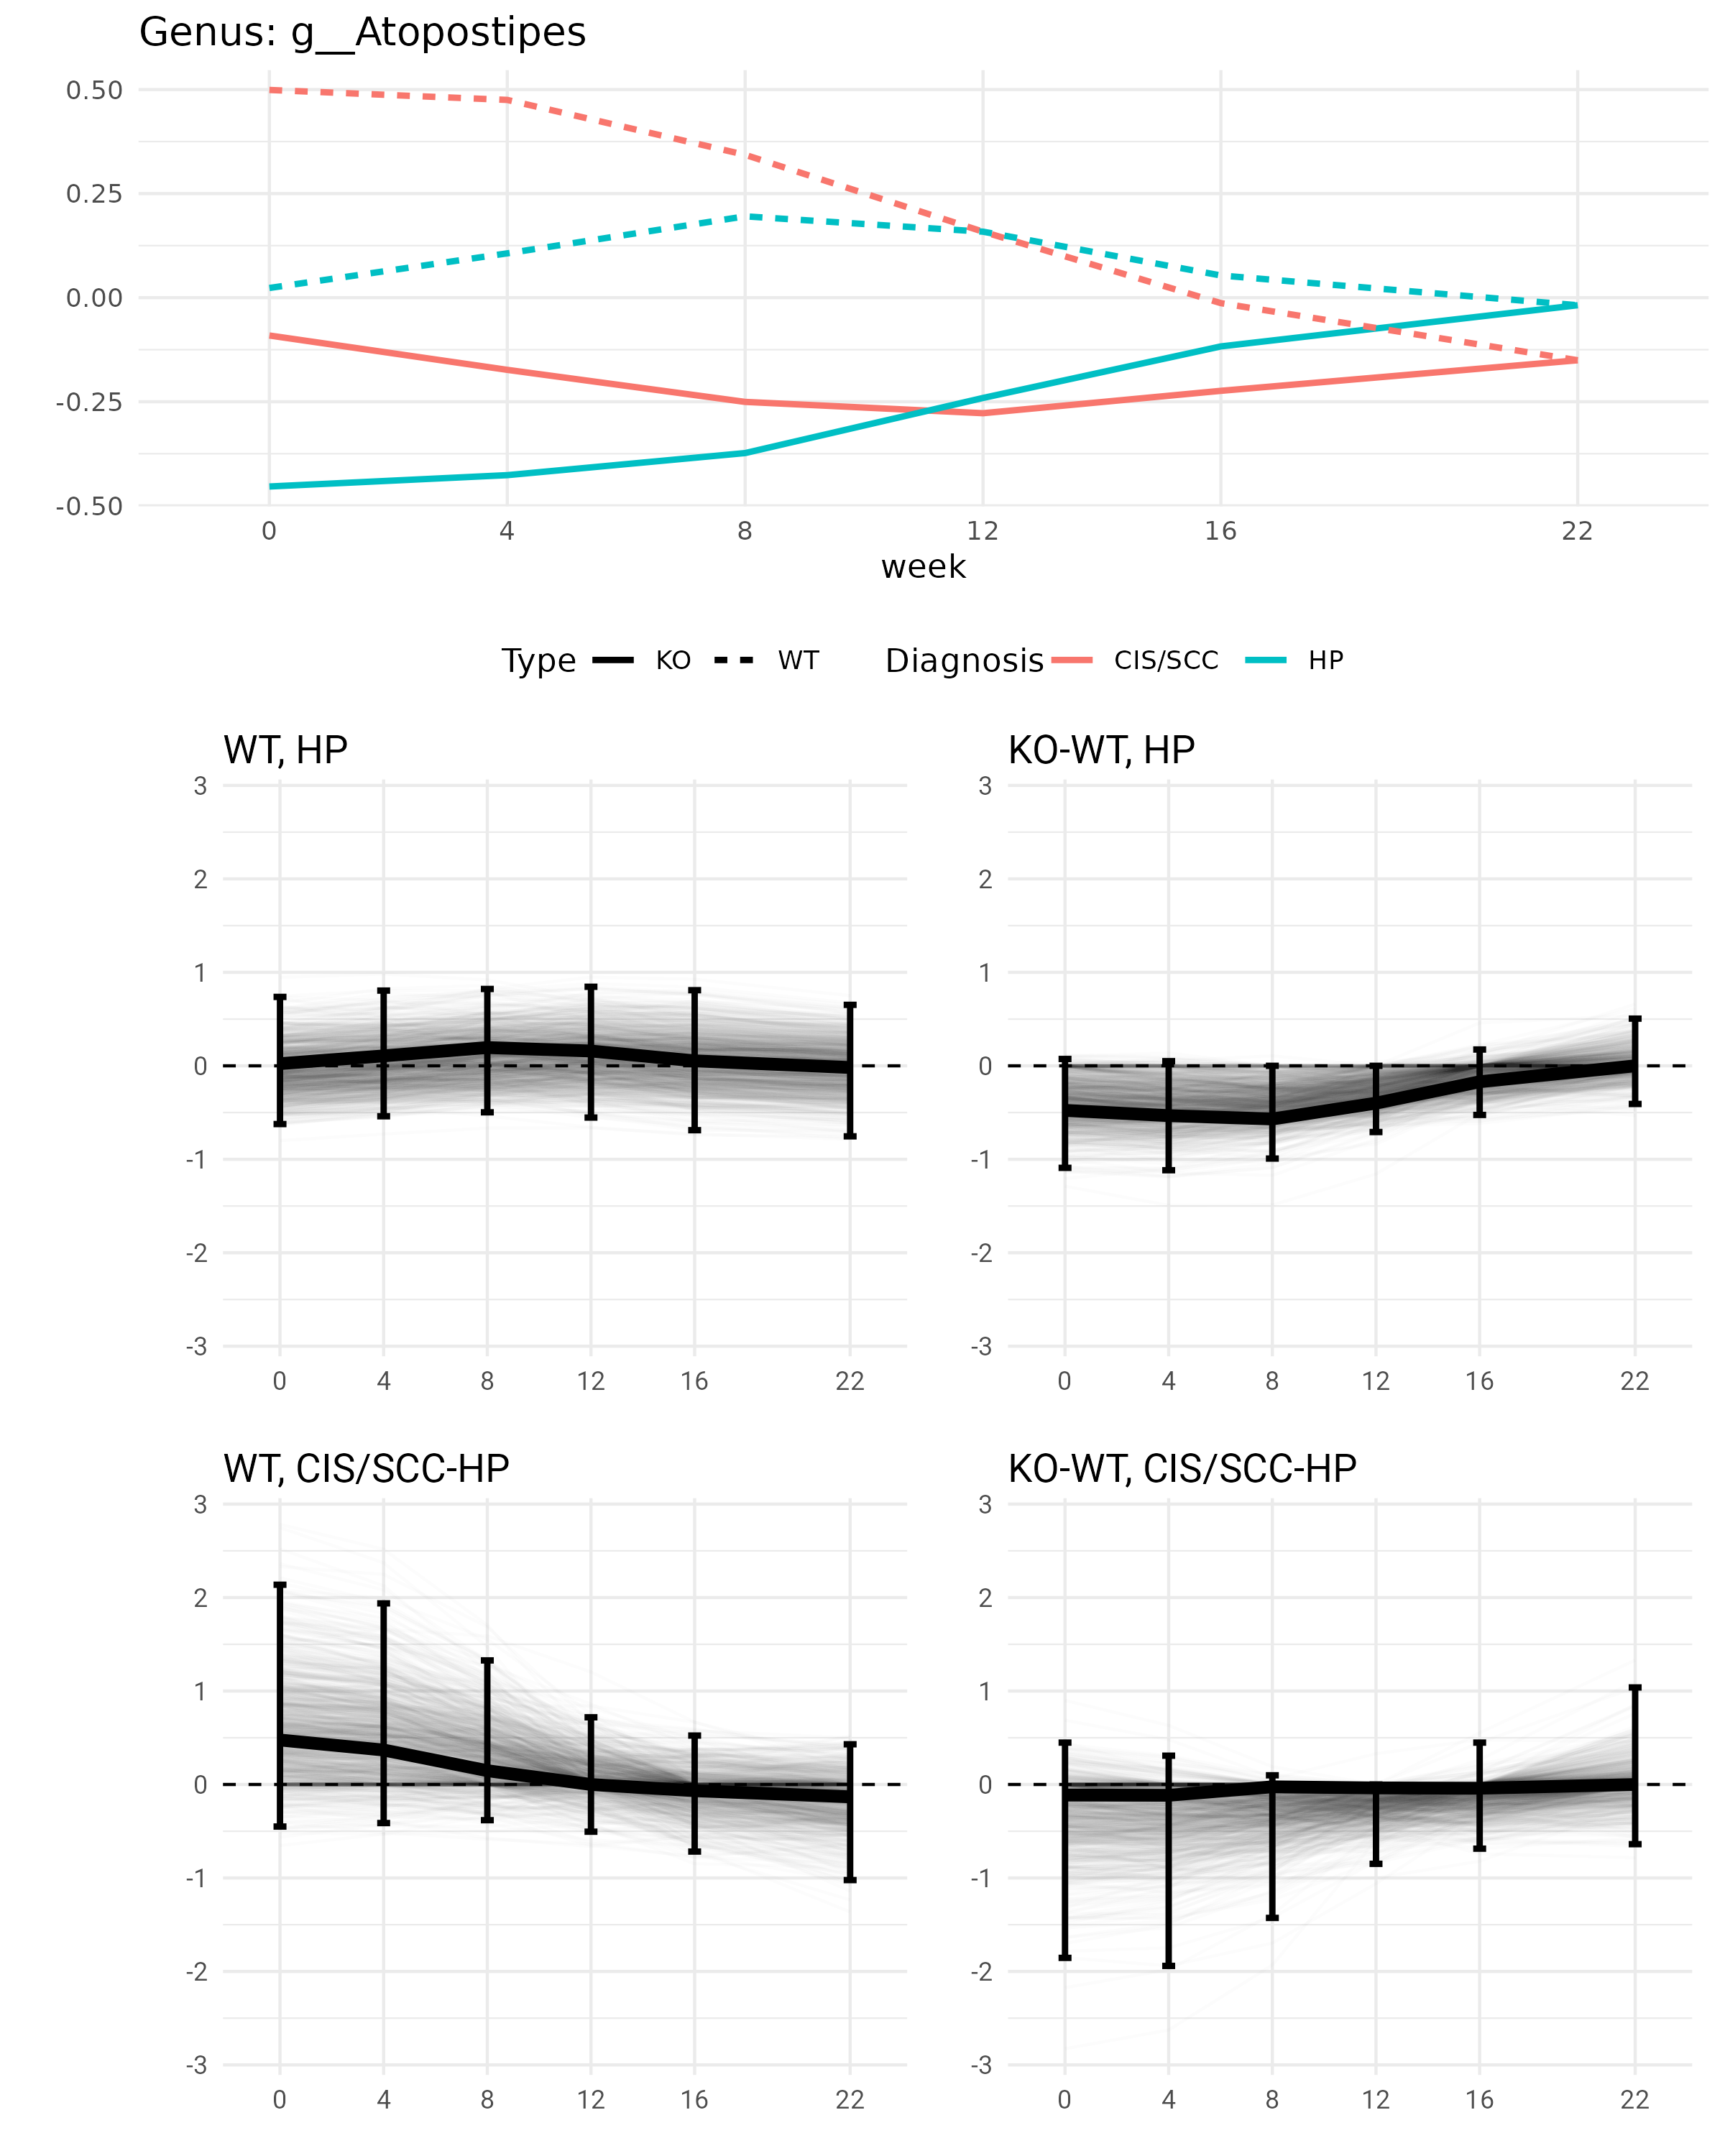 Genus: g__Atopostipes
0.50
0.25
0.00
-0.25
-0.50
0 4 8 12 16 22
week
Type KO WT Diagnosis CIS/SCC HP
WT, HP
3
2
1
0
-1
-2
-3
0 4 8 12 16 22
KO-WT, HP
3
2
1
0
-1
-2
-3
0 4 8 12 16 22
WT, CIS/SCC-HP
3
2
1
0
-1
-2
-3
0 4 8 12 16 22
KO-WT, CIS/SCC-HP
3
2
1
0
-1
-2
-3
0 4 8 12 16 22